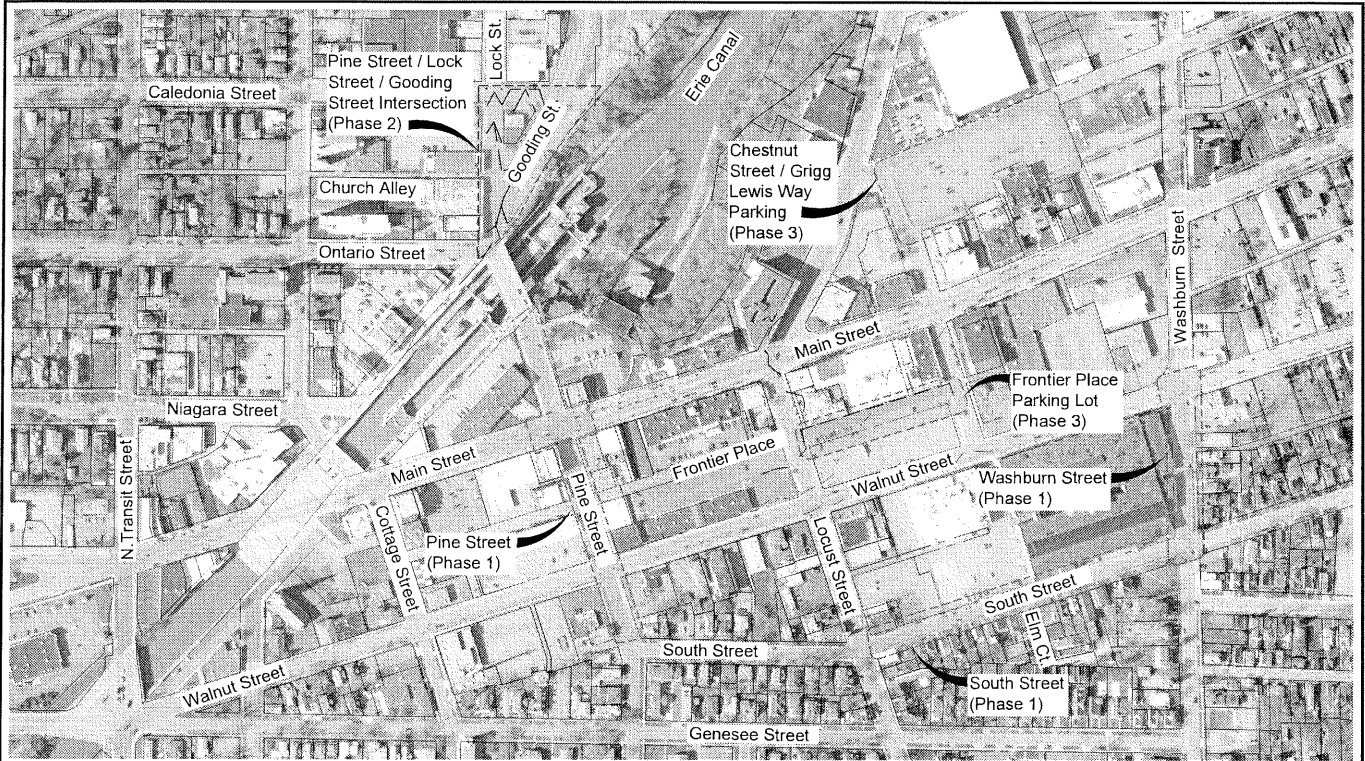 Lock St.
Pine Street / Lock
Street / Gooding
Street Intersection
(Phase 2)
Erie Canal
Caledonia Street
Gooding St.
Chestnut
Street / Grigg
Lewis Way
Parking
(Phase 3)
Church Alley
Ontario Street
Washburn Street
Main Street
Niagara Street
Frontier Place
Parking Lot
(Phase 3)
N.Transit Street
Main Street
Frontier Place
Walnut Street
Washburn Street
(Phase 1)
Pine Street
Cottage Street
Pine Street
(Phase 1)
Locust Street
South Street
Elm Ct.
South Street
South Street
(Phase 1)
Walnut Street
Genesee Street